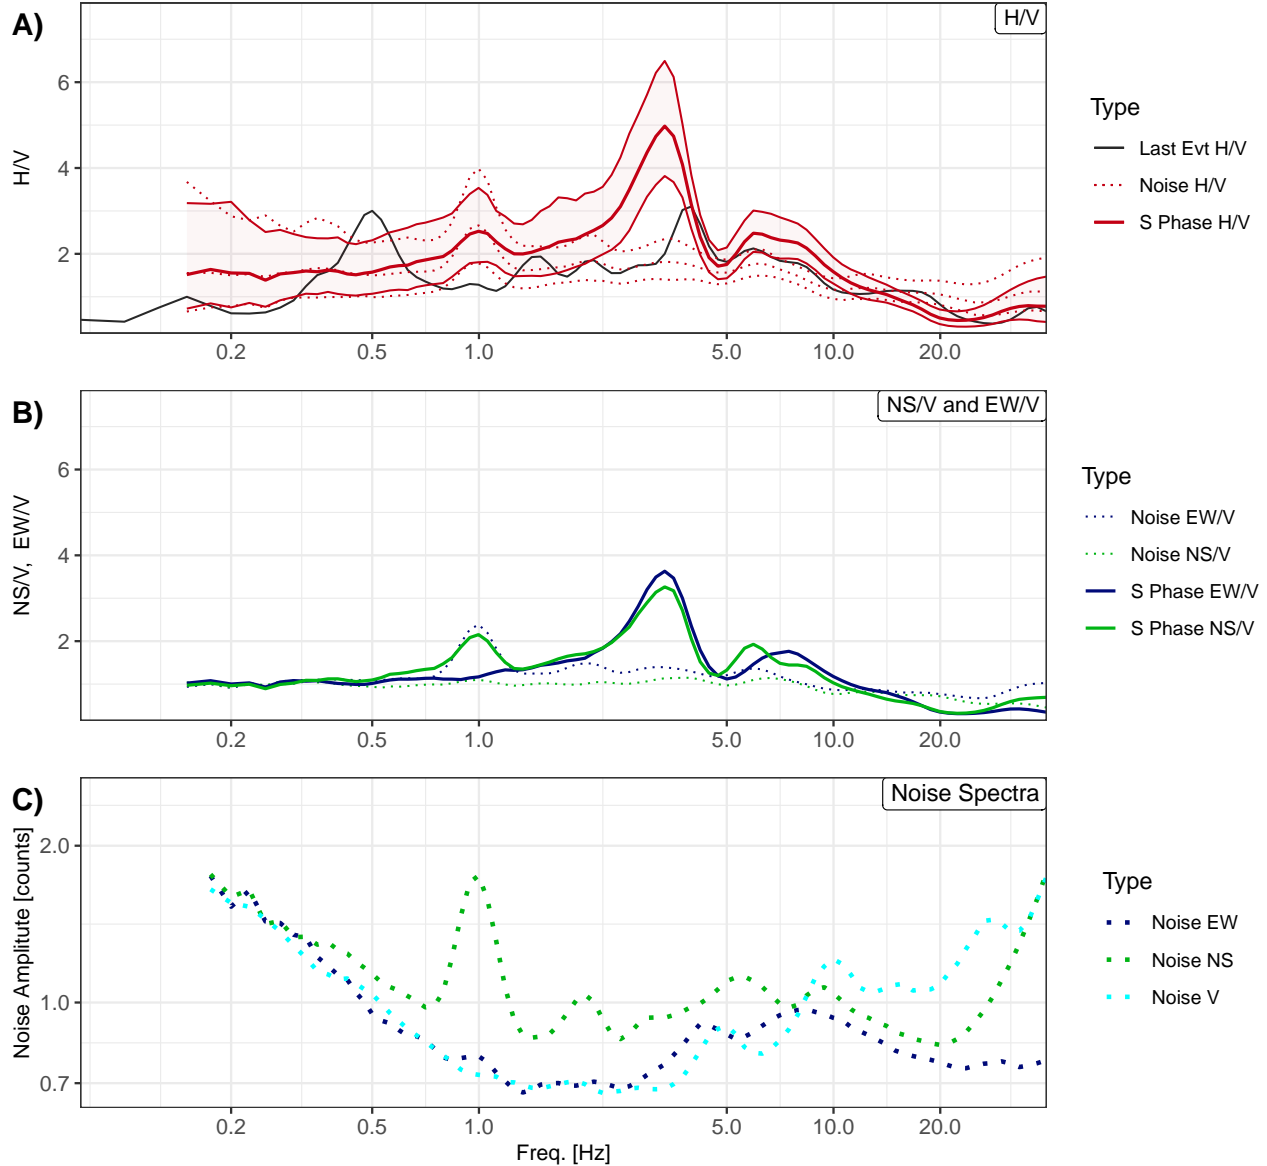 A)
H/V
H/V
6
4
2
0.2 0.5 1.0 5.0 10.0 20.0
Type
Last Evt H/V
Noise H/V
S Phase H/V
B)
NS/V and EW/V
NS/V, EW/V
6
4
2
0.2 0.5 1.0 5.0 10.0 20.0
Type
Noise EW/V
Noise NS/V
S Phase EW/V
S Phase NS/V
C)
Noise Spectra
Noise Amplitute [counts]
2.0
1.0
0.7
0.2 0.5 1.0 5.0 10.0 20.0
Freq. [Hz]
Type
Noise EW
Noise NS
Noise V